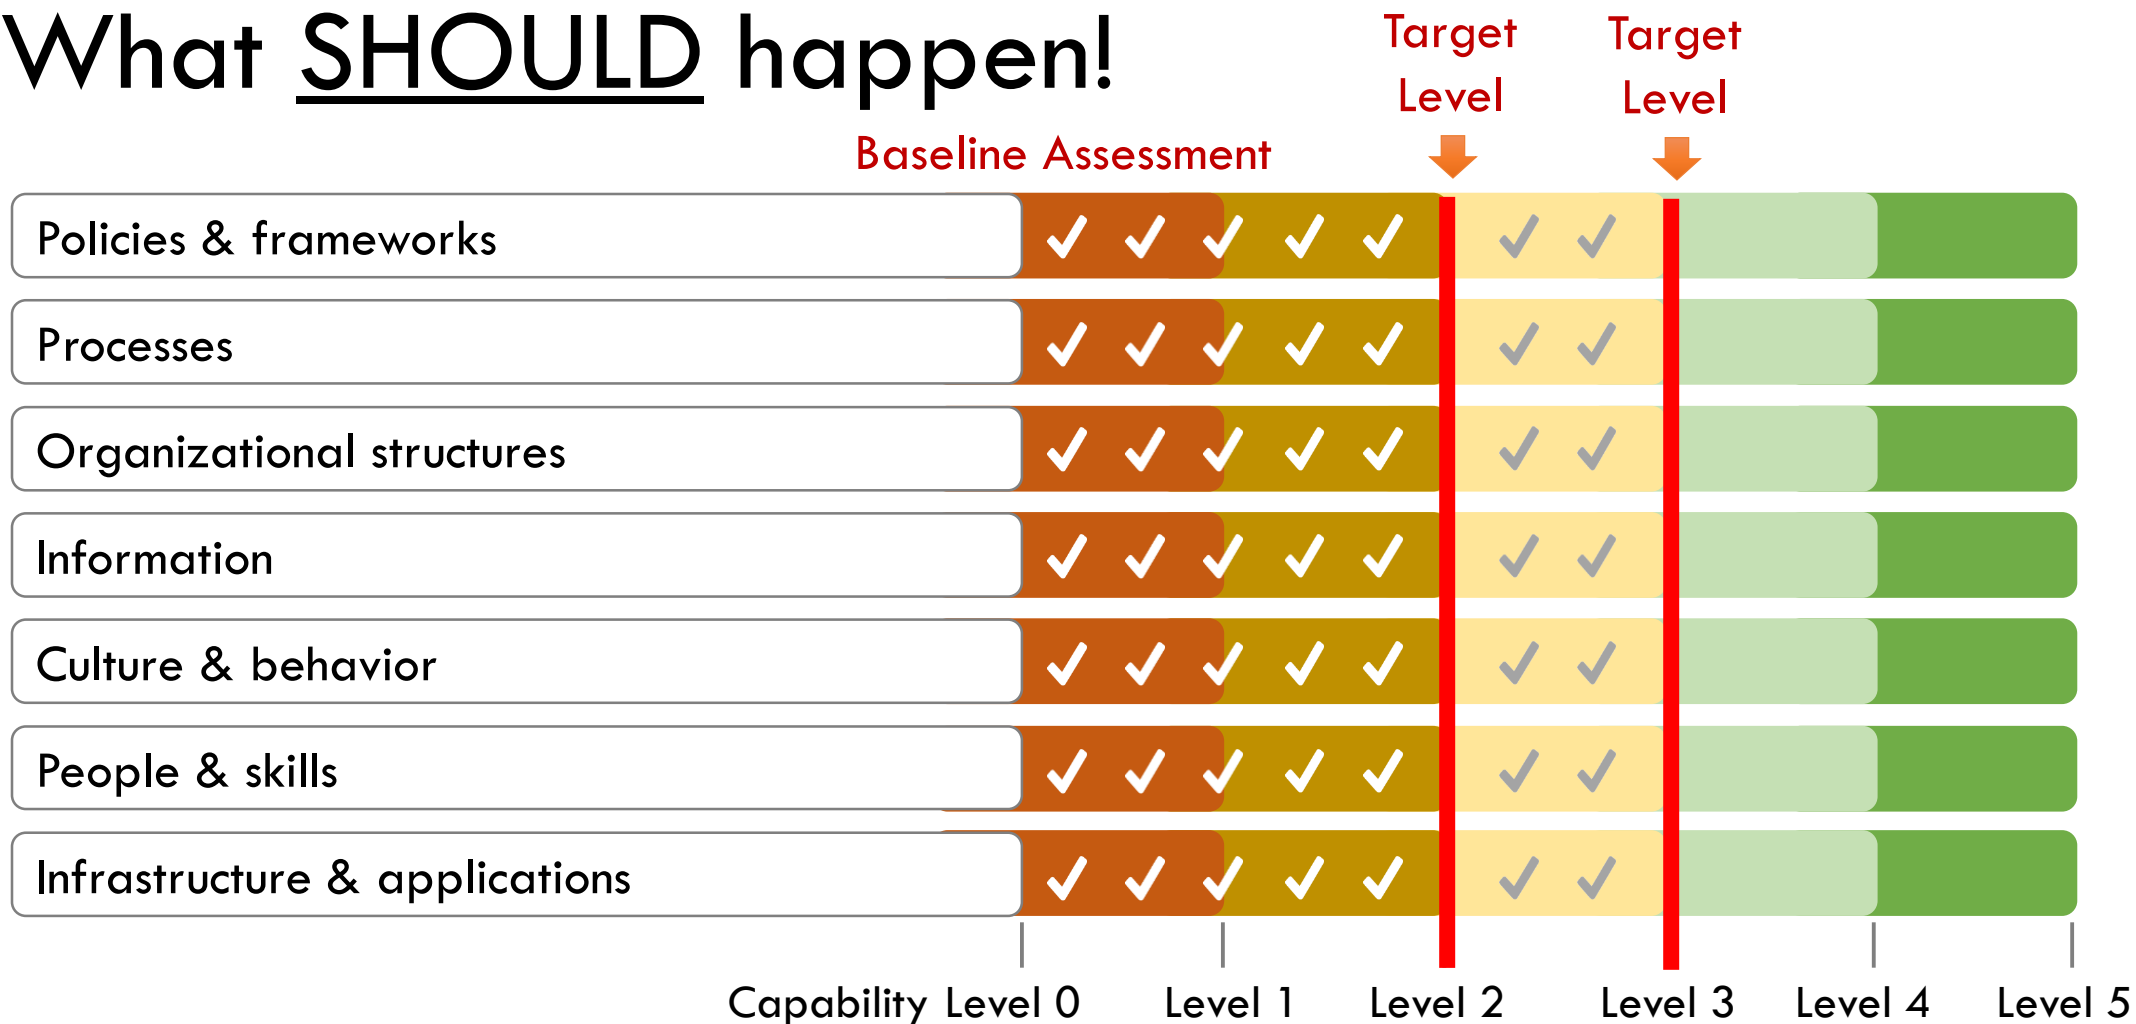 What SHOULD happen!
Target
Level
Target
Level
Baseline Assessment
Policies & frameworks
Processes
Organizational structures
Information
Culture & behavior
People & skills
Infrastructure & applications
Capability Level 0 Level 1 Level 2 Level 3 Level 4 Level 5